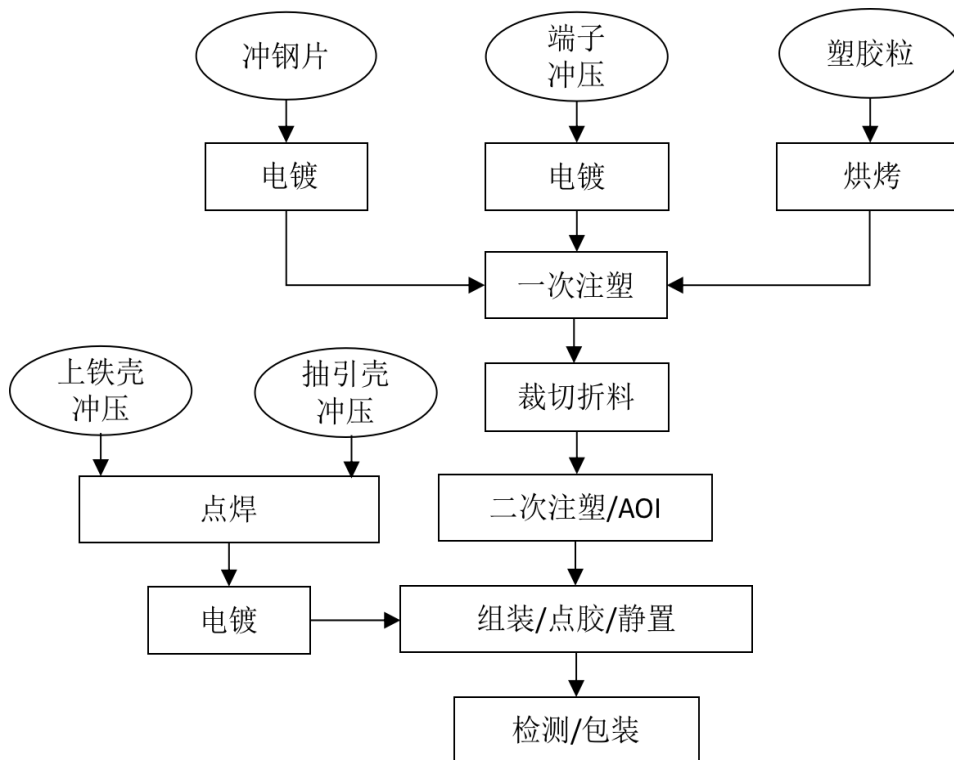 冲钢片
端子
冲压
塑胶粒
电镀
电镀
烘烤
一次注塑
上铁壳
冲压
抽引壳
冲压
裁切折料
点焊
二次注塑/AOI
电镀
组装/点胶/静置
检测/包装